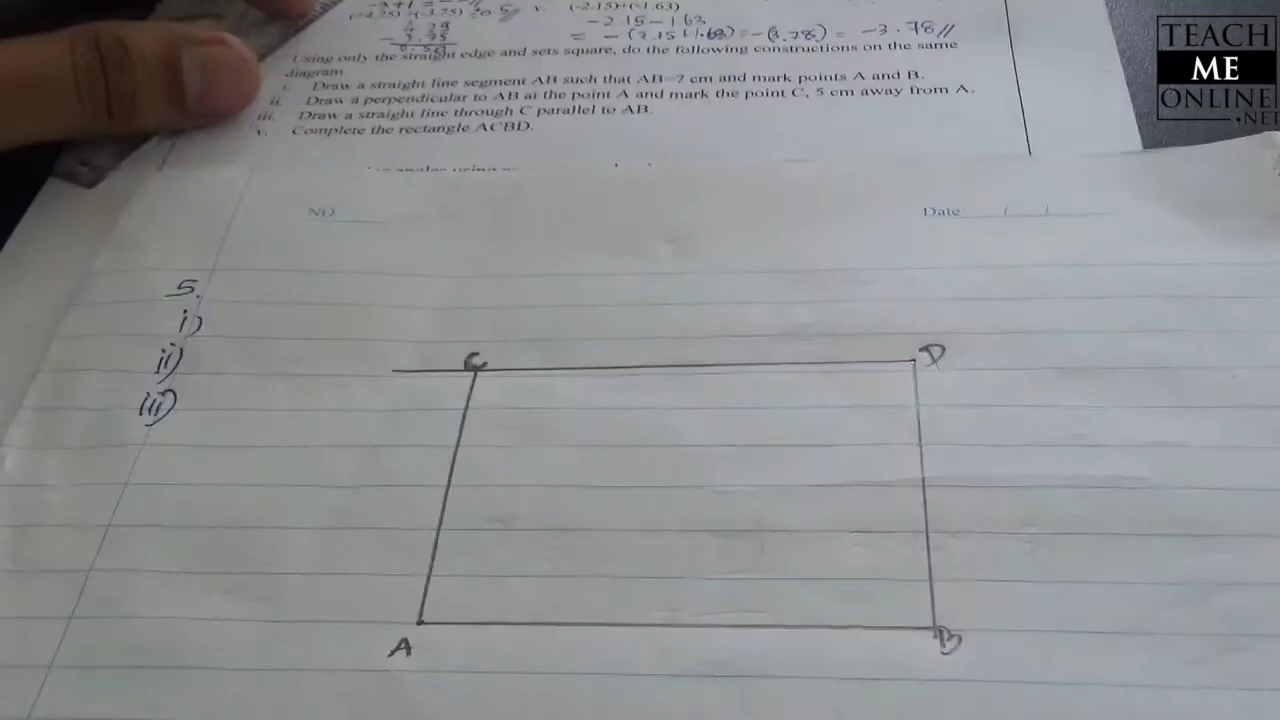 (-2.15)+(-1.63)
-2.15-1.63
= -(2.15+1.63)=-(3.78) = -3.78//
Using only the straight edge and sets square, do the following constructions on the same
diagram.
i. Draw a straight line segment AB such that AB=7 cm and mark points A and B.
ii. Draw a perpendicular to AB at the point A and mark the point C, 5 cm away from A.
iii. Draw a straight line through C parallel to AB.
v. Complete the rectangle ACBD.
TEACH
ME
ONLINE
.NET
NO
Date: / /
5.
i)
ii)
iii)
C D
A B